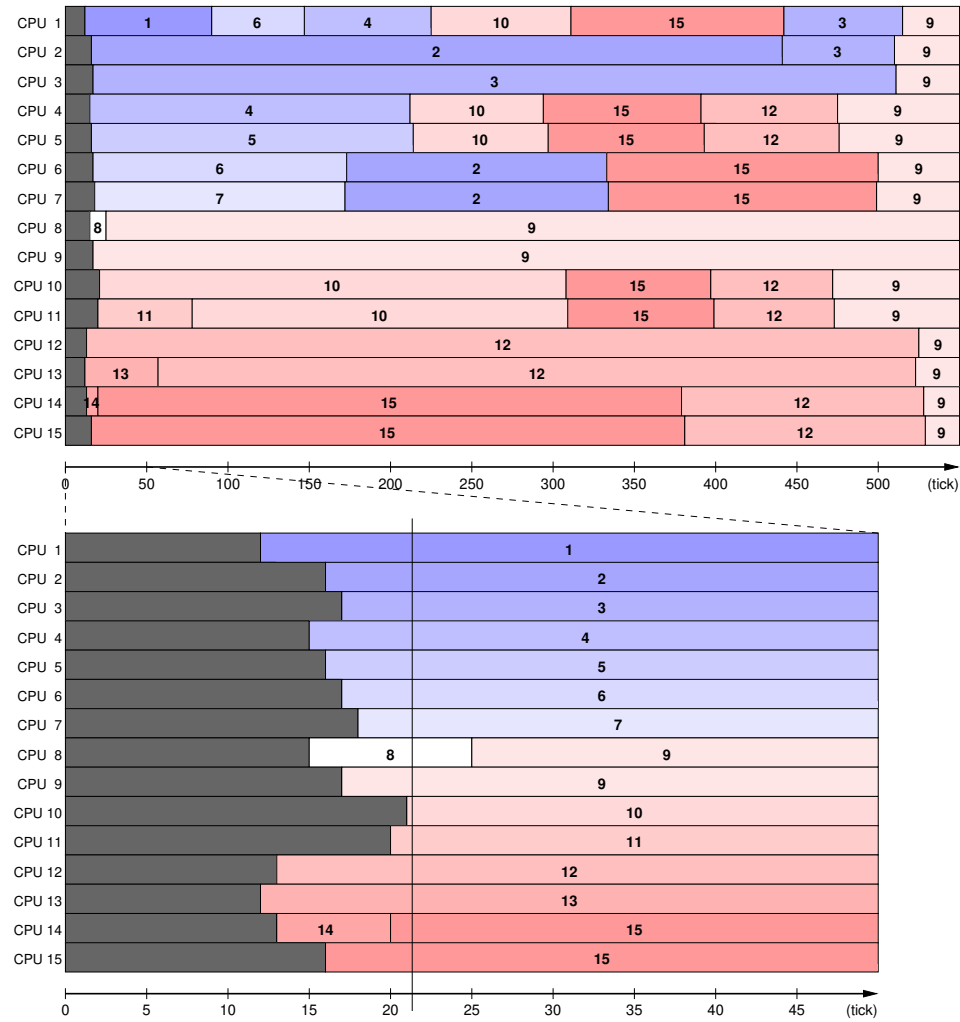 CPU 1 1 6 4 10 15 3 9
CPU 2 2 3 9
CPU 3 3 9
CPU 4 4 10 15 12 9
CPU 5 5 10 15 12 9
CPU 6 6 2 15 9
CPU 7 7 2 15 9
CPU 8 8 9
CPU 9 9
CPU 10 10 15 12 9
CPU 11 11 10 15 12 9
CPU 12 12 9
CPU 13 13 12 9
CPU 14 14 15 12 9
CPU 15 15 12 9
0 50 100 150 200 250 300 350 400 450 500 (tick)
CPU 1 1
CPU 2 2
CPU 3 3
CPU 4 4
CPU 5 5
CPU 6 6
CPU 7 7
CPU 8 8 9
CPU 9 9
CPU 10 10
CPU 11 11
CPU 12 12
CPU 13 13
CPU 14 14 15
CPU 15 15
0 5 10 15 20 25 30 35 40 45 (tick)